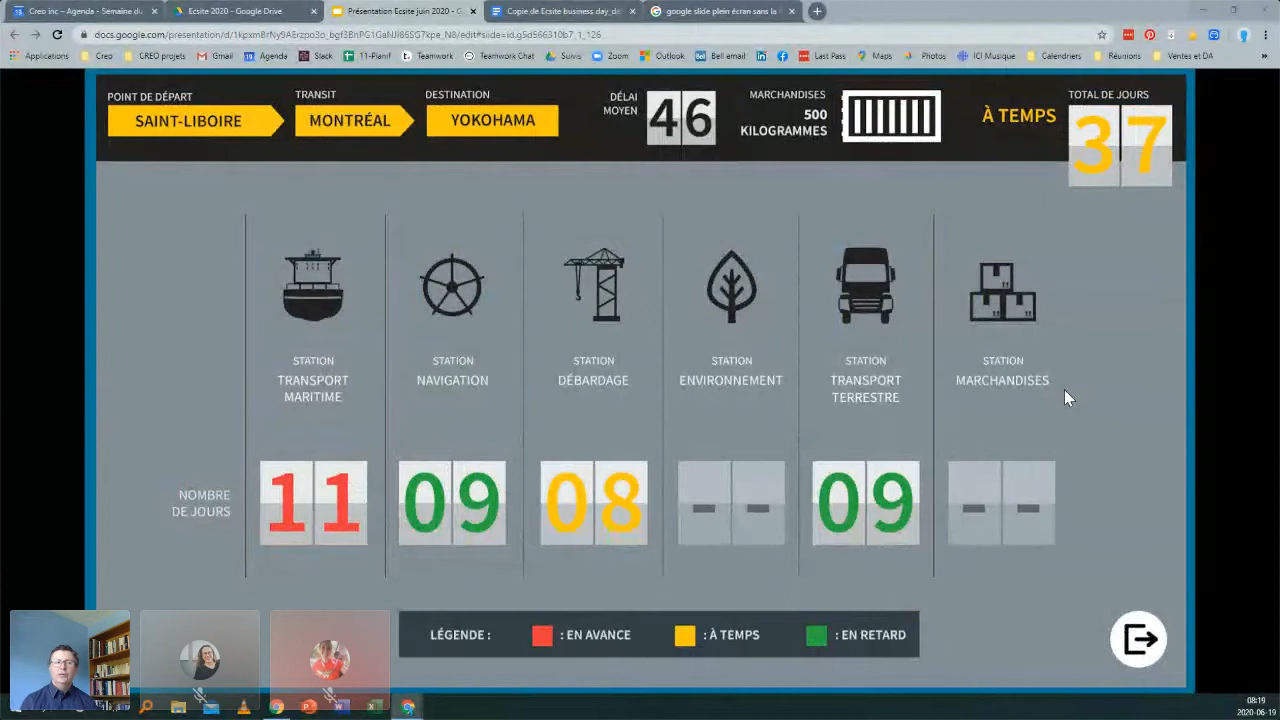 Creo inc – Agenda - Semaine du
Ecsite 2020 - Google Drive
Présentation Ecsite juin 2020 - G
Copie de Ecsite business day_de
google slide plein écran sans la
Applications
Creo
CREO projets
Gmail
Agenda
Slack
11-Planif
Teamwork
Teamwork Chat
Suivis
Zoom
Outlook
Bell email
Last Pass
Maps
Photos
ICI Musique
Calendriers
Réunions
Ventes et DA
POINT DE DÉPART
SAINT-LIBOIRE
TRANSIT
MONTRÉAL
DESTINATION
YOKOHAMA
DÉLAI
MOYEN
46
MARCHANDISES
500
KILOGRAMMES
À TEMPS
TOTAL DE JOURS
37
STATION
TRANSPORT
MARITIME
STATION
NAVIGATION
STATION
DÉBARDAGE
STATION
ENVIRONNEMENT
STATION
TRANSPORT
TERRESTRE
STATION
MARCHANDISES
NOMBRE
DE JOURS
11
09
08
- -
09
- -
LÉGENDE :
: EN AVANCE
: À TEMPS
: EN RETARD
08:19
2020-06-19